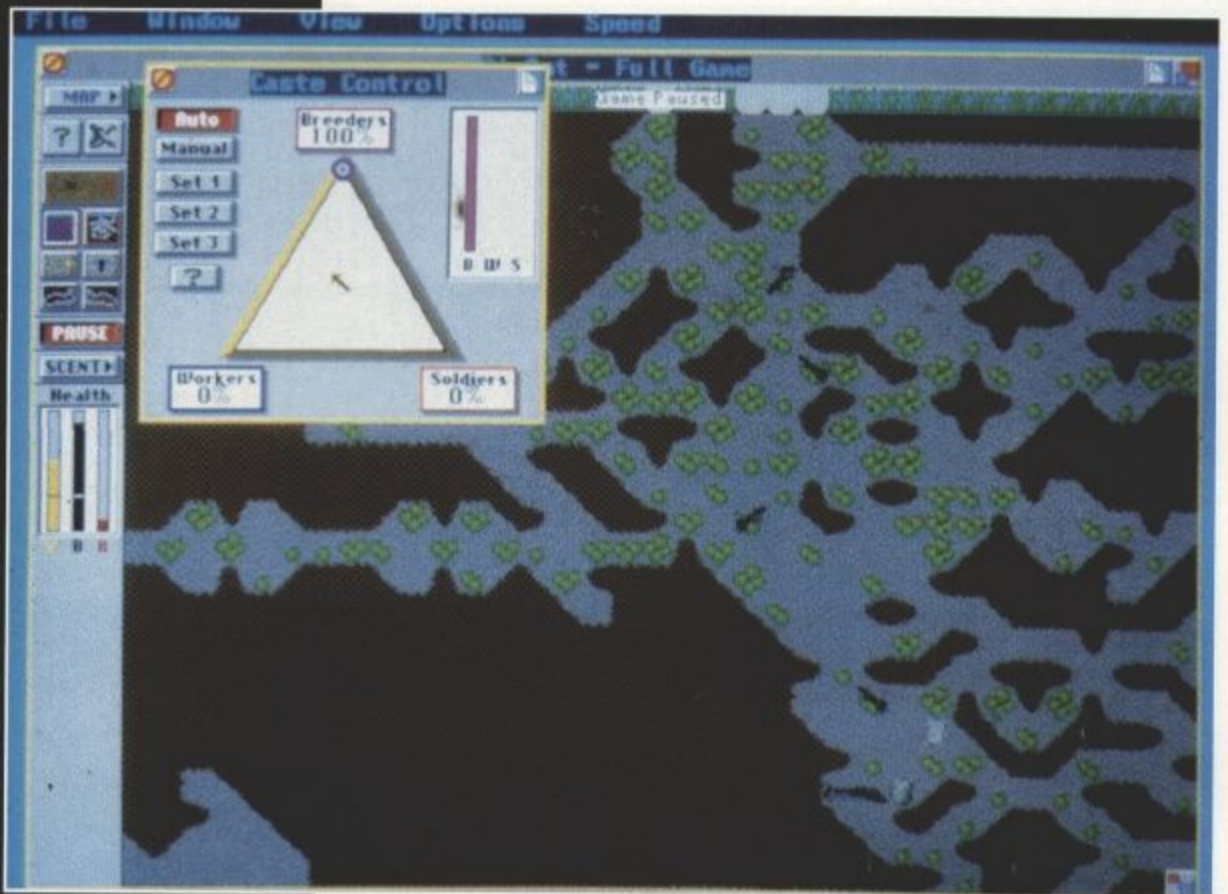 File Window View Options Speed
- Full Game
Caste Control
Game Paused
MAP
?
Auto
Manual
Set 1
Set 2
Set 3
?
Breeders
100%
B W S
Workers
0%
Soldiers
0%
PAUSE
SCENT
Health
Y B R